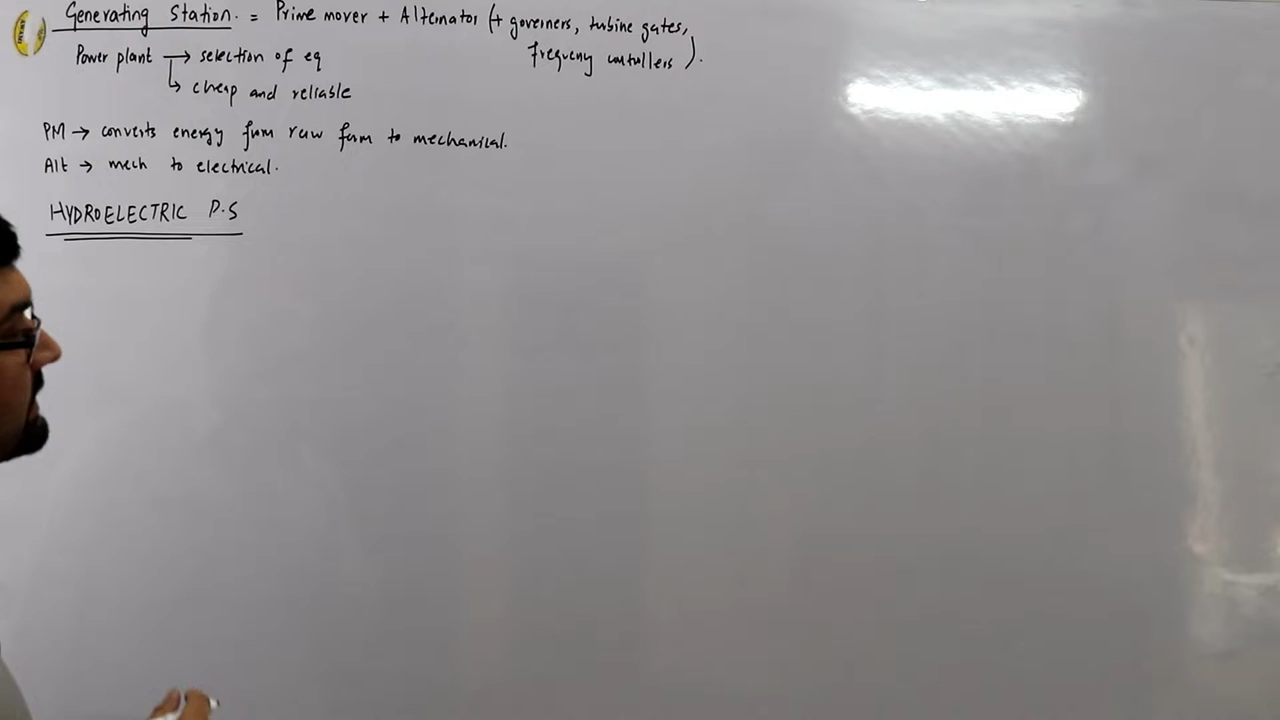 Generating Station. = Prime mover + Alternator (+ governers, turbine gates,
frequency controllers).
Power plant → selection of eq
↳ cheap and reliable
PM → converts energy from raw form to mechanical.
Alt → mech to electrical.
HYDROELECTRIC P.S